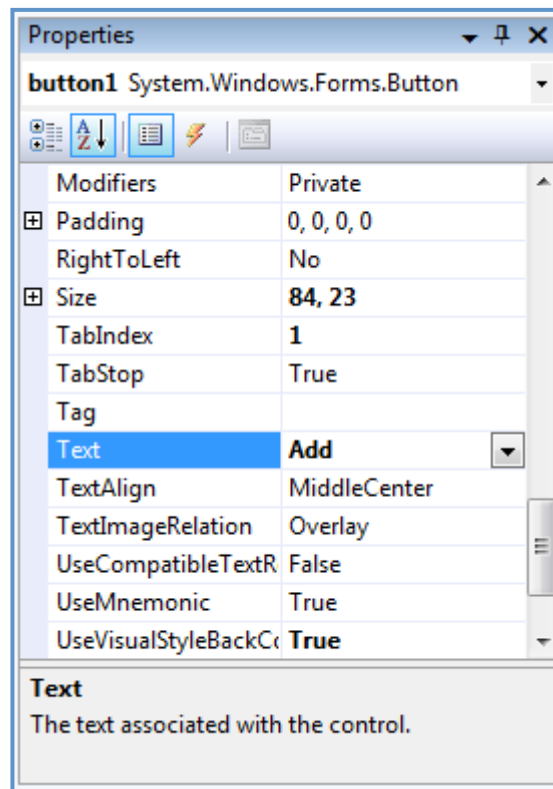 Properties
button1 System.Windows.Forms.Button
Modifiers Private
Padding 0, 0, 0, 0
RightToLeft No
Size 84, 23
TabIndex 1
TabStop True
Tag
Text Add
TextAlign MiddleCenter
TextImageRelation Overlay
UseCompatibleTextR False
UseMnemonic True
UseVisualStyleBackCo True
Text
The text associated with the control.